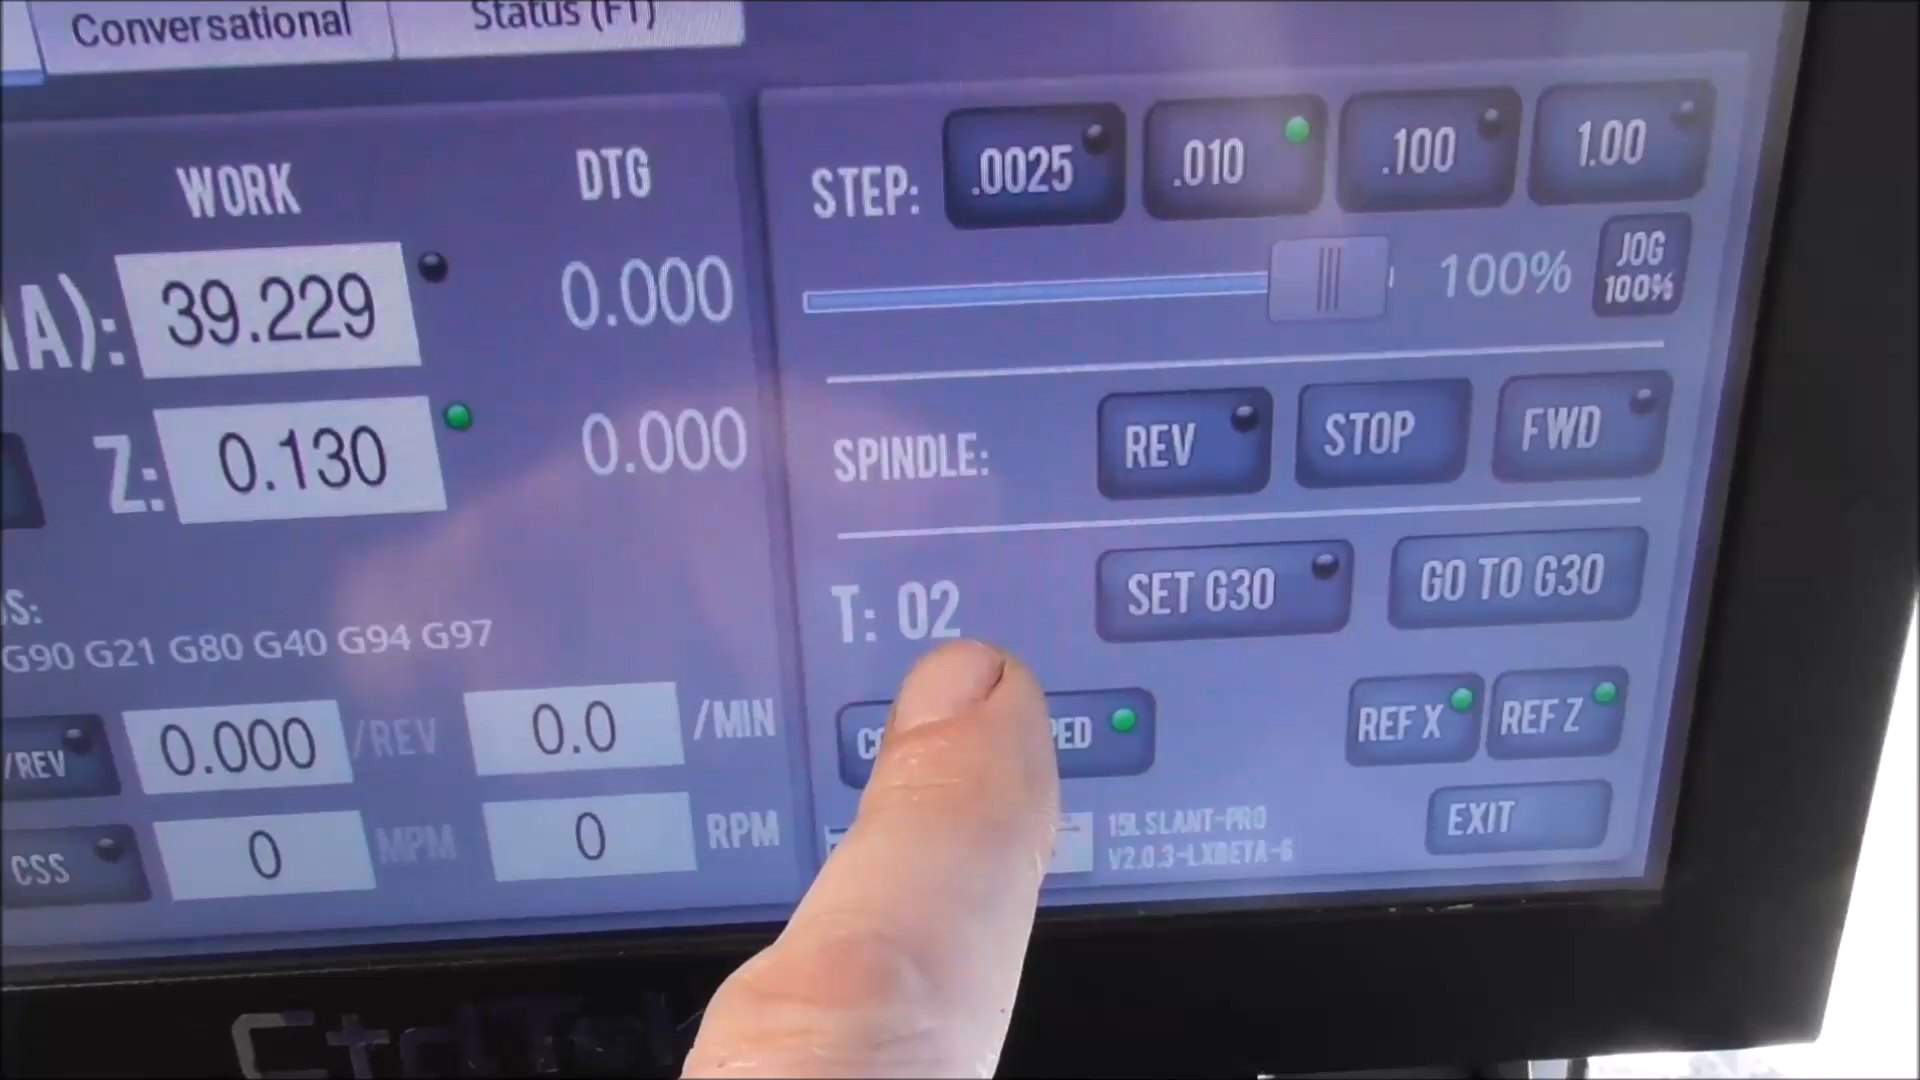 Conversational
Status (F1)
WORK
DTG
STEP:
.0025
.010
.100
1.00
39.229
0.000
100%
JOG
100%
Z:
0.130
0.000
SPINDLE:
REV
STOP
FWD
T: 02
SET G30
GO TO G30
G90 G21 G80 G40 G94 G97
/REV
0.000
/REV
0.0
/MIN
REF X
REF Z
CSS
0
MPM
0
RPM
15L SLANT-PRO
V2.0.3-LXBETA-6
EXIT